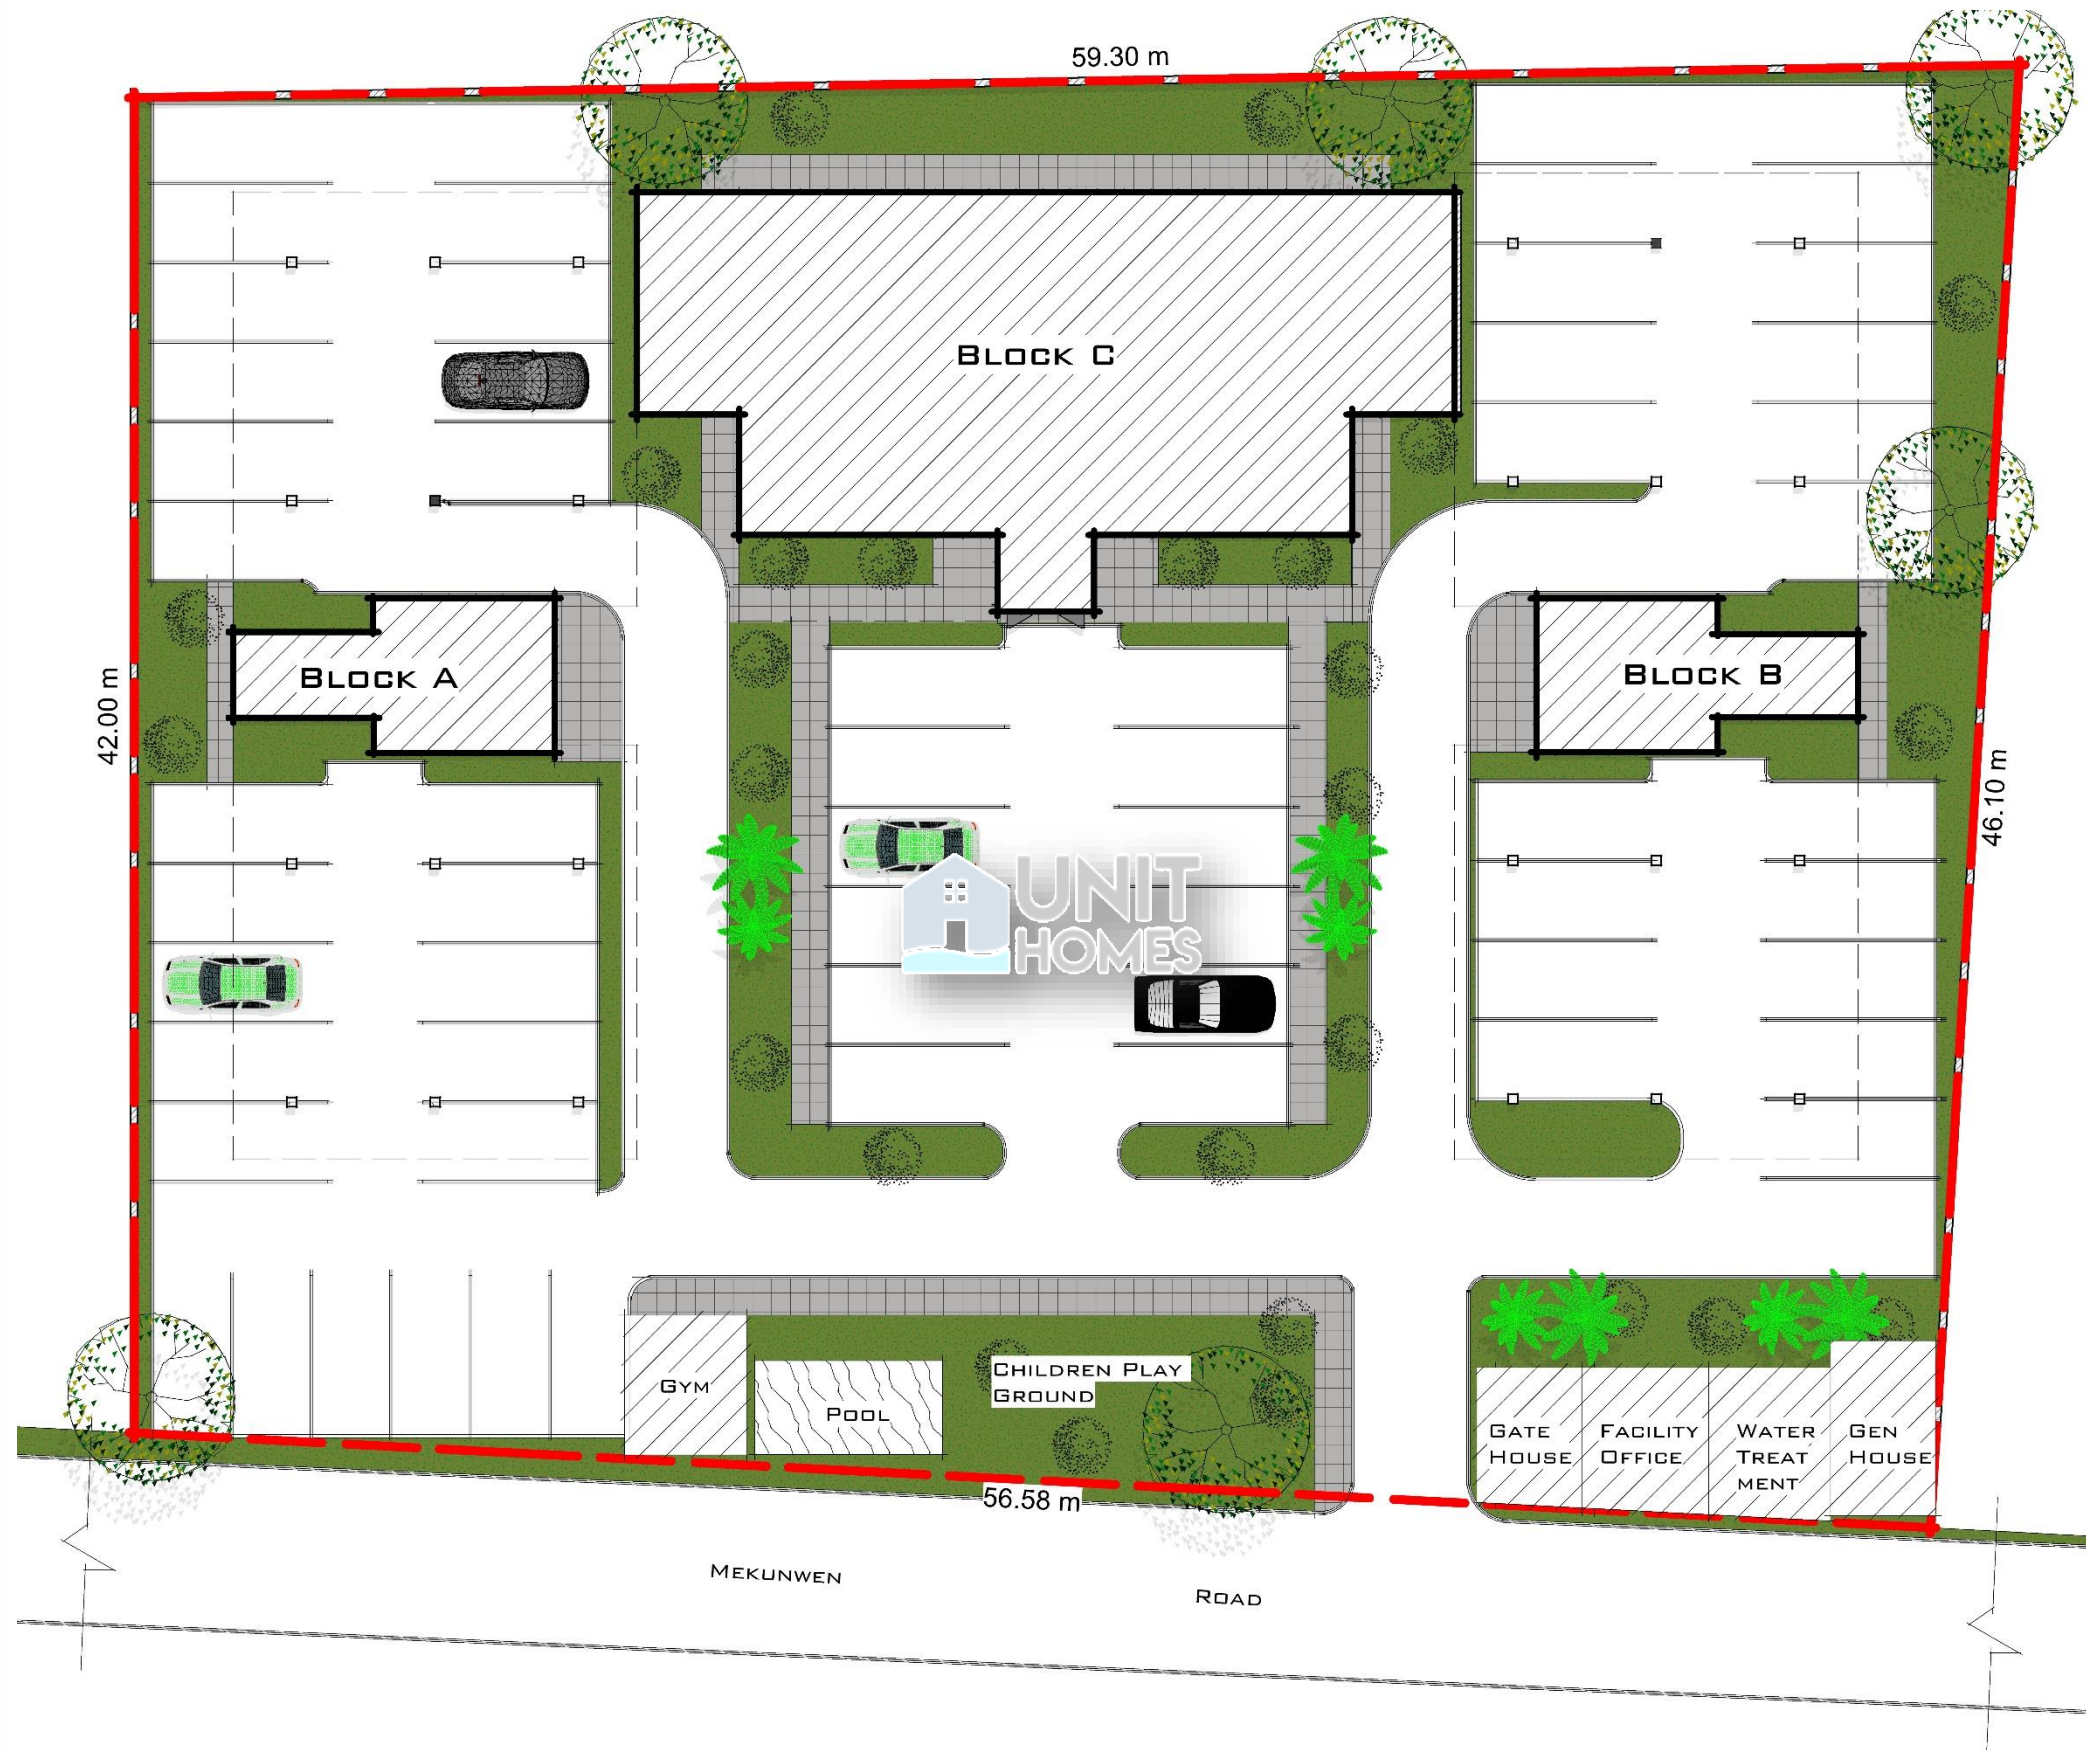 59.30 m
BLOCK C
BLOCK A
BLOCK B
42.00 m
46.10 m
UNIT
HOMES
CHILDREN PLAY
GROUND
GYM
POOL
GATE
HOUSE
FACILITY
OFFICE
WATER
TREAT
MENT
GEN
HOUSE
56.58 m
MEKUNWEN ROAD